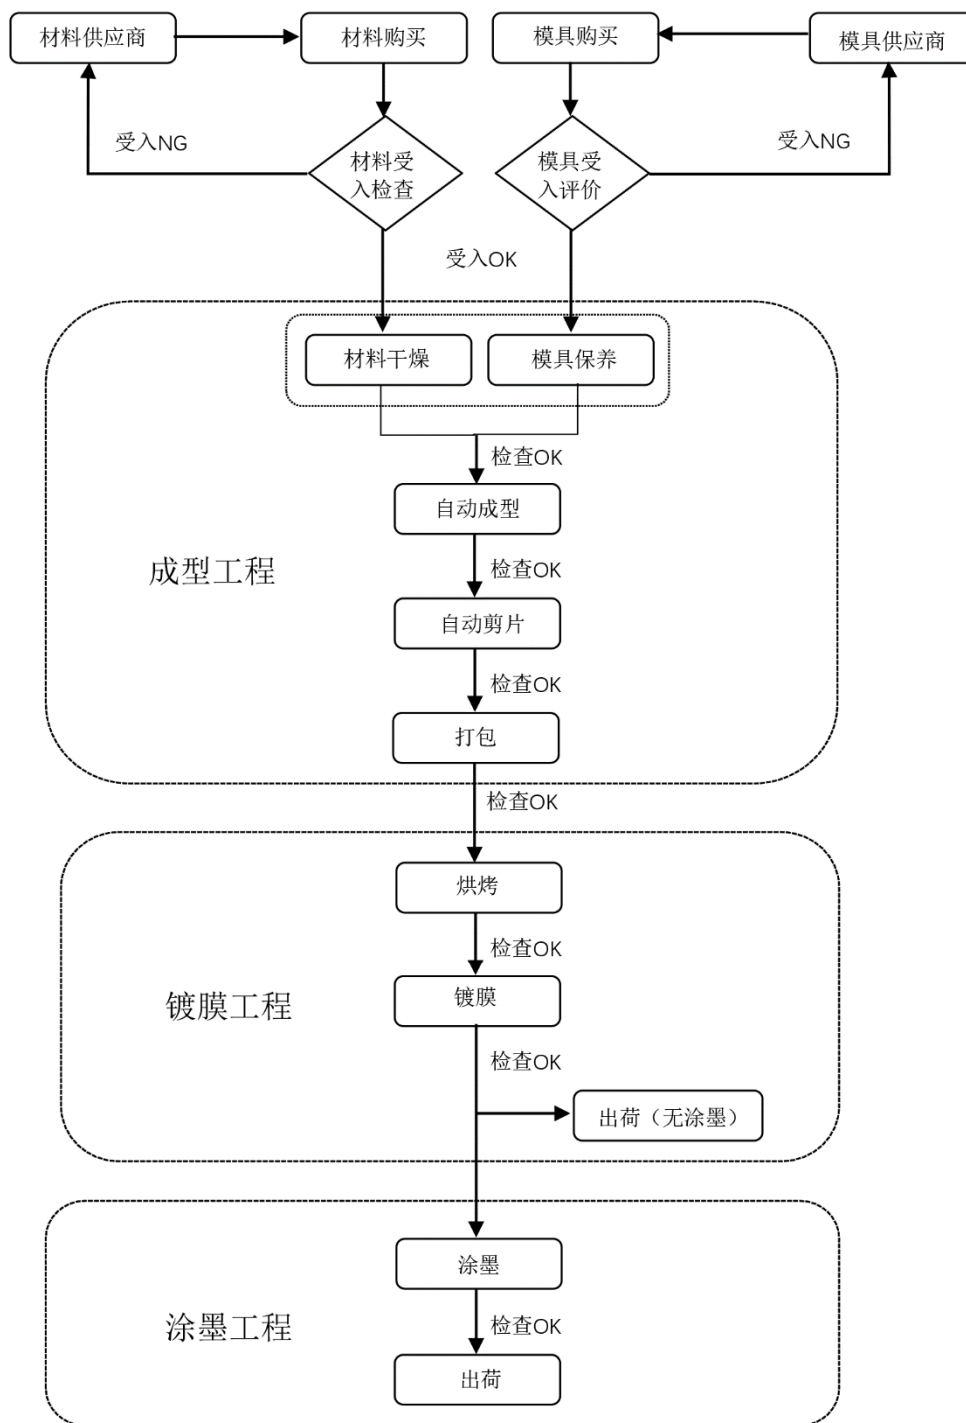 材料供应商
材料购买
模具购买
模具供应商
受入NG
材料受
入检查
模具受
入评价
受入NG
受入OK
材料干燥
模具保养
检查OK
自动成型
检查OK
成型工程
自动剪片
检查OK
打包
检查OK
烘烤
检查OK
镀膜工程
镀膜
检查OK
出荷（无涂墨）
涂墨
涂墨工程
检查OK
出荷